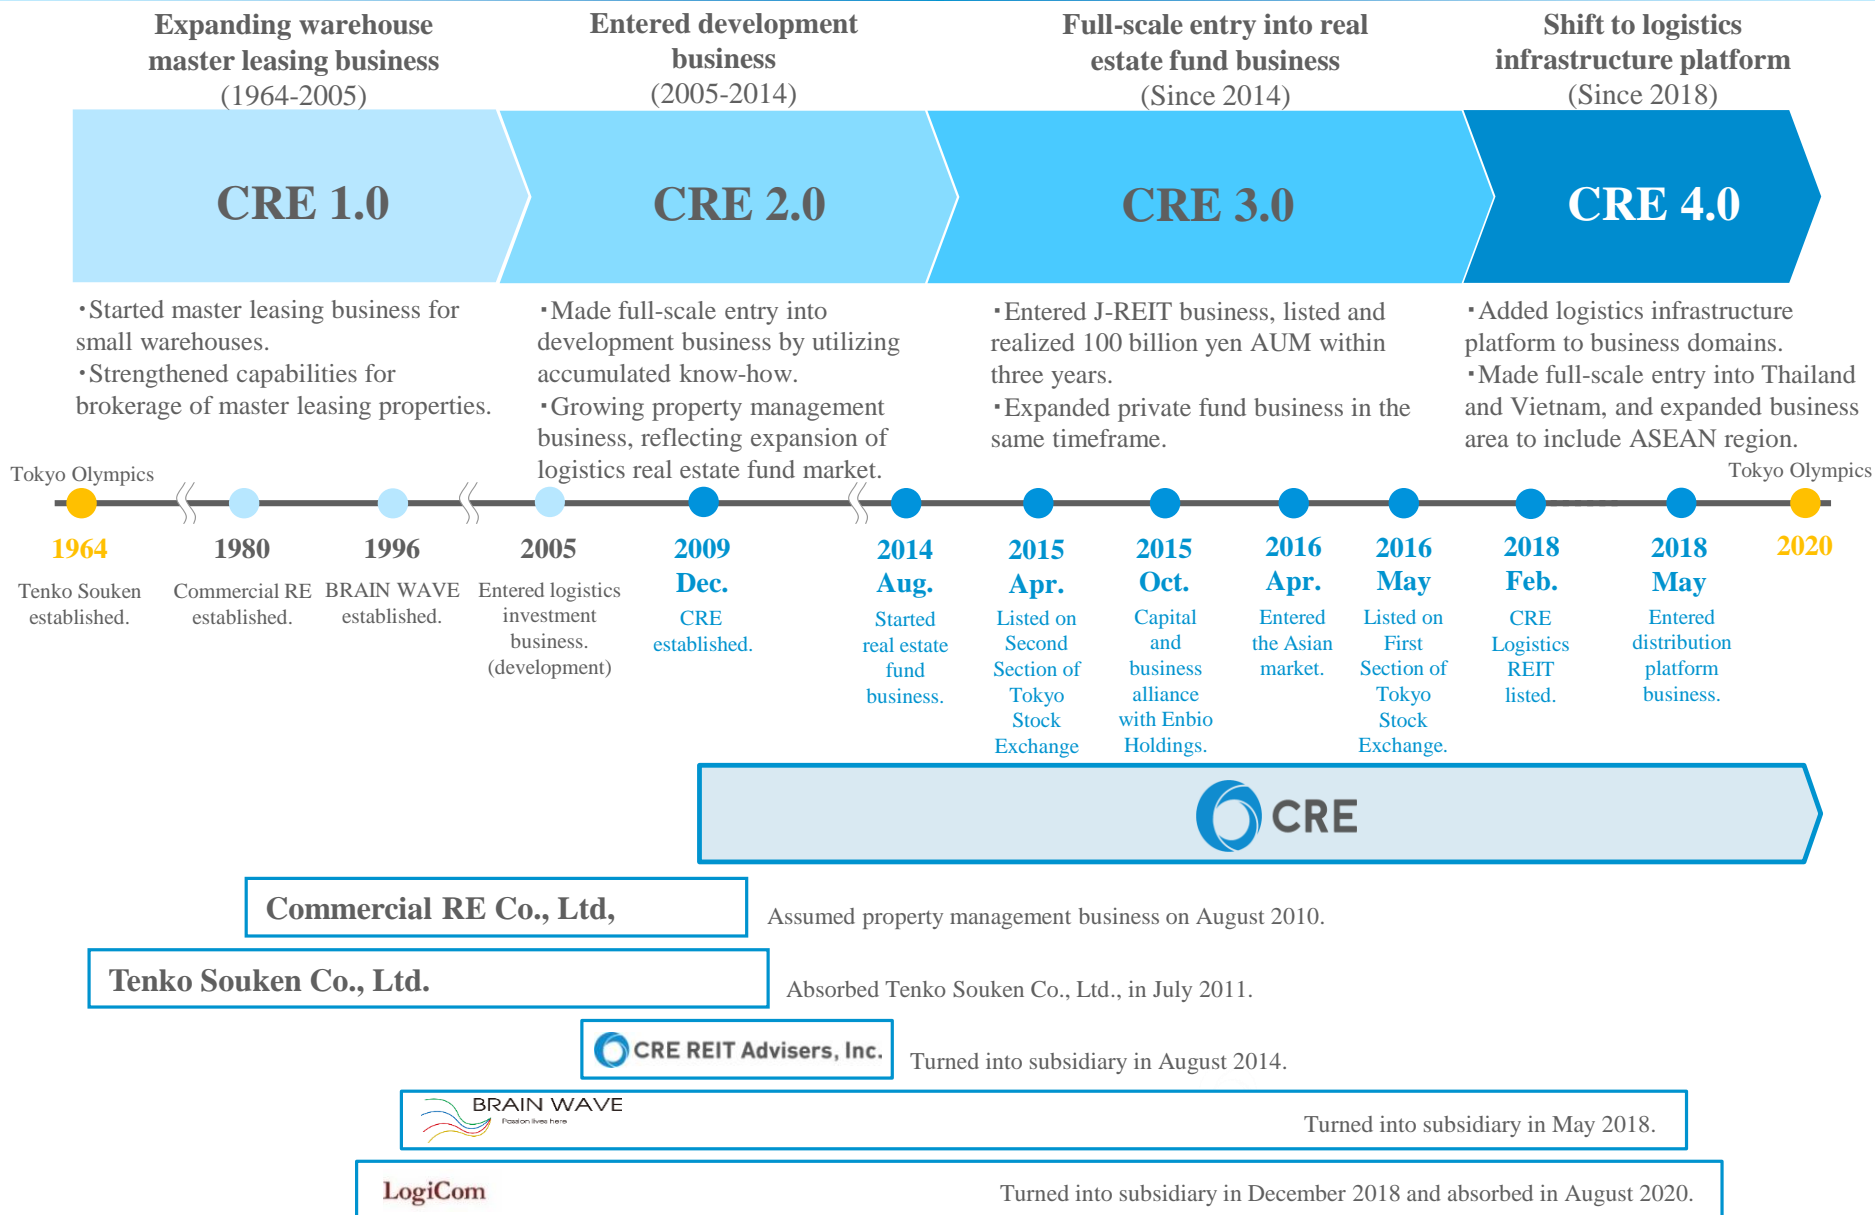 Expanding warehouse
master leasing business
(1964-2005)
Entered development
business
(2005-2014)
Full-scale entry into real
estate fund business
(Since 2014)
Shift to logistics
infrastructure platform
(Since 2018)
CRE 1.0
CRE 2.0
CRE 3.0
CRE 4.0
・Started master leasing business for
small warehouses.
・Strengthened capabilities for
brokerage of master leasing properties.
・Made full-scale entry into
development business by utilizing
accumulated know-how.
・Growing property management
business, reflecting expansion of
logistics real estate fund market.
・Entered J-REIT business, listed and
realized 100 billion yen AUM within
three years.
・Expanded private fund business in the
same timeframe.
・Added logistics infrastructure
platform to business domains.
・Made full-scale entry into Thailand
and Vietnam, and expanded business
area to include ASEAN region.
Tokyo Olympics
Tokyo Olympics
1964
Tenko Souken
established.
1980
Commercial RE
established.
1996
BRAIN WAVE
established.
2005
Entered logistics
investment
business.
(development)
2009
Dec.
CRE
established.
2014
Aug.
Started
real estate
fund
business.
2015
Apr.
Listed on
Second
Section of
Tokyo
Stock
Exchange
2015
Oct.
Capital
and
business
alliance
with Enbio
Holdings.
2016
Apr.
Entered
the Asian
market.
2016
May
Listed on
First
Section of
Tokyo
Stock
Exchange.
2018
Feb.
CRE
Logistics
REIT
listed.
2018
May
Entered
distribution
platform
business.
2020
CRE
Commercial RE Co., Ltd,
Assumed property management business on August 2010.
Tenko Souken Co., Ltd.
Absorbed Tenko Souken Co., Ltd., in July 2011.
CRE REIT Advisers, Inc.
Turned into subsidiary in August 2014.
BRAIN WAVE
Passion lives here
Turned into subsidiary in May 2018.
LogiCom
Turned into subsidiary in December 2018 and absorbed in August 2020.